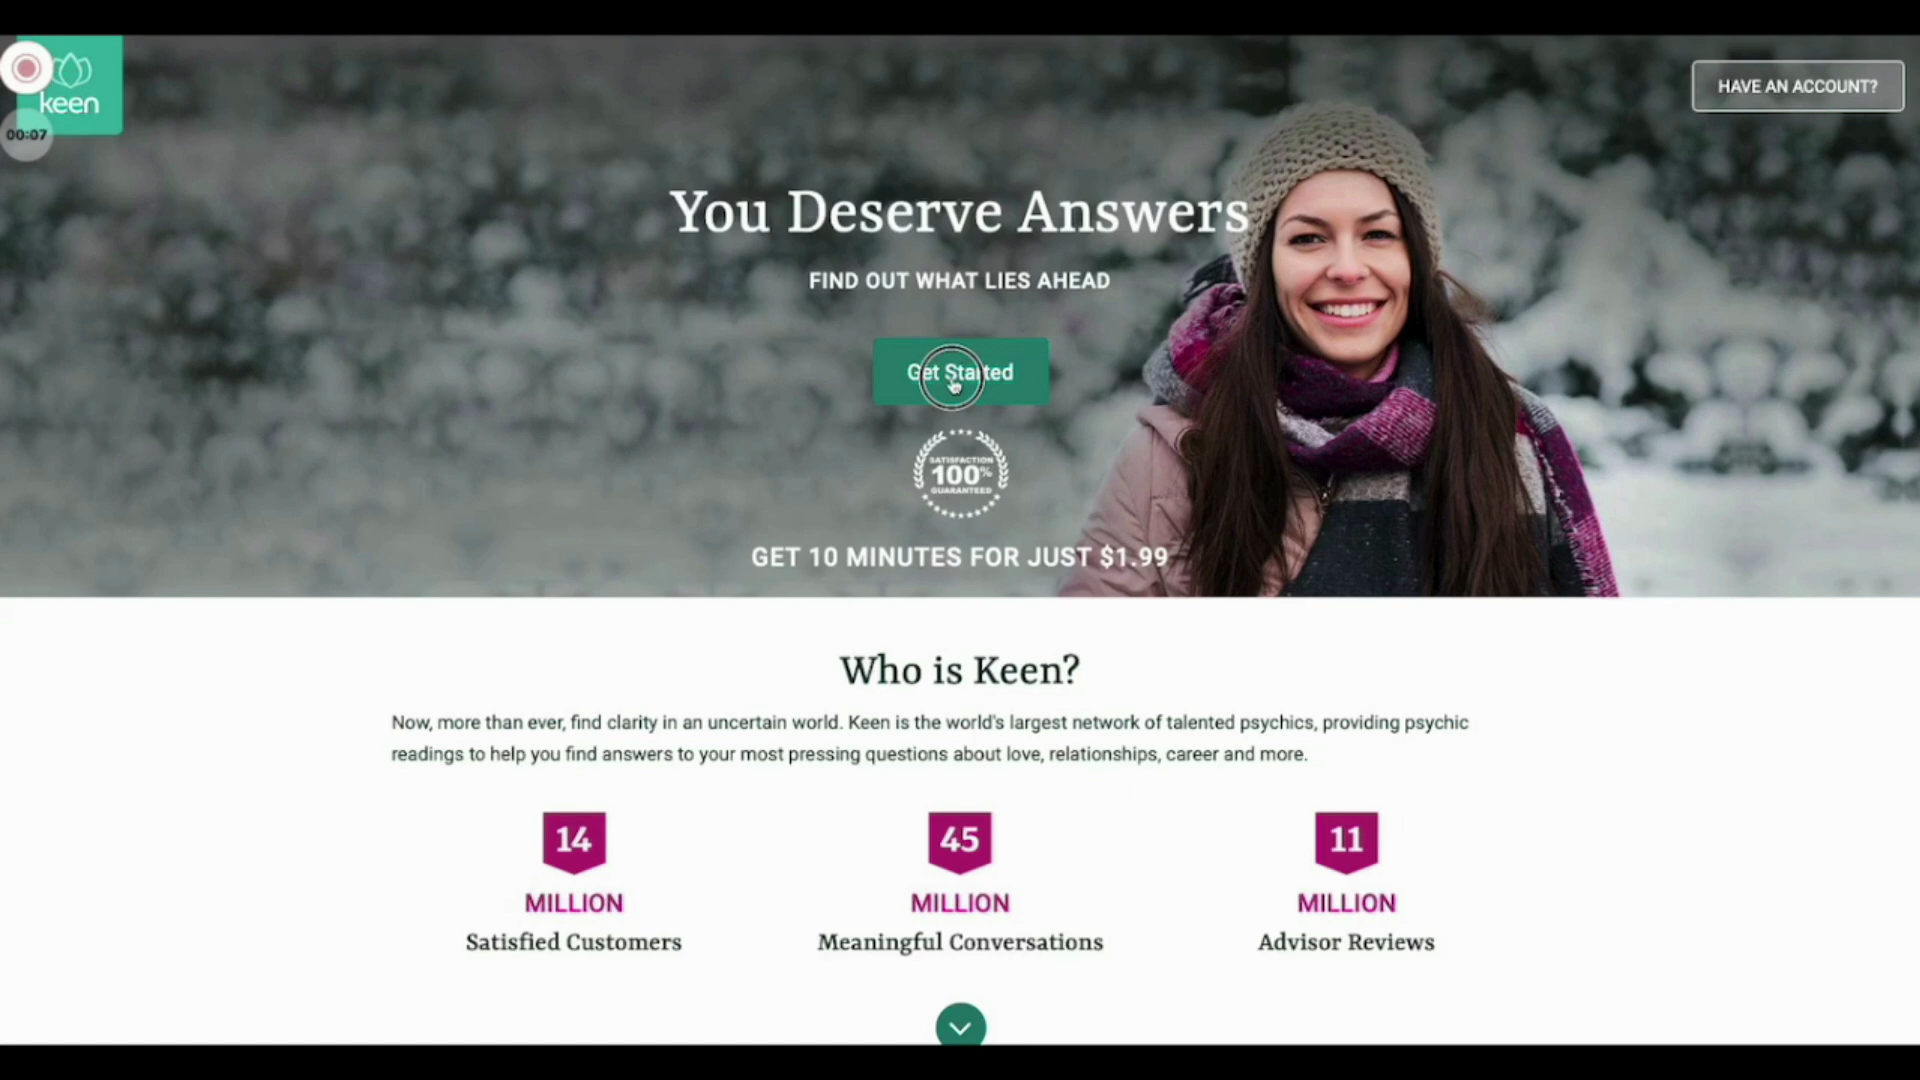 keen
HAVE AN ACCOUNT?
00:07
You Deserve Answers
FIND OUT WHAT LIES AHEAD
Get Started
SATISFACTION
100%
GUARANTEED
GET 10 MINUTES FOR JUST $1.99
Who is Keen?
Now, more than ever, find clarity in an uncertain world. Keen is the world's largest network of talented psychics, providing psychic
readings to help you find answers to your most pressing questions about love, relationships, career and more.
14
MILLION
Satisfied Customers
45
MILLION
Meaningful Conversations
11
MILLION
Advisor Reviews